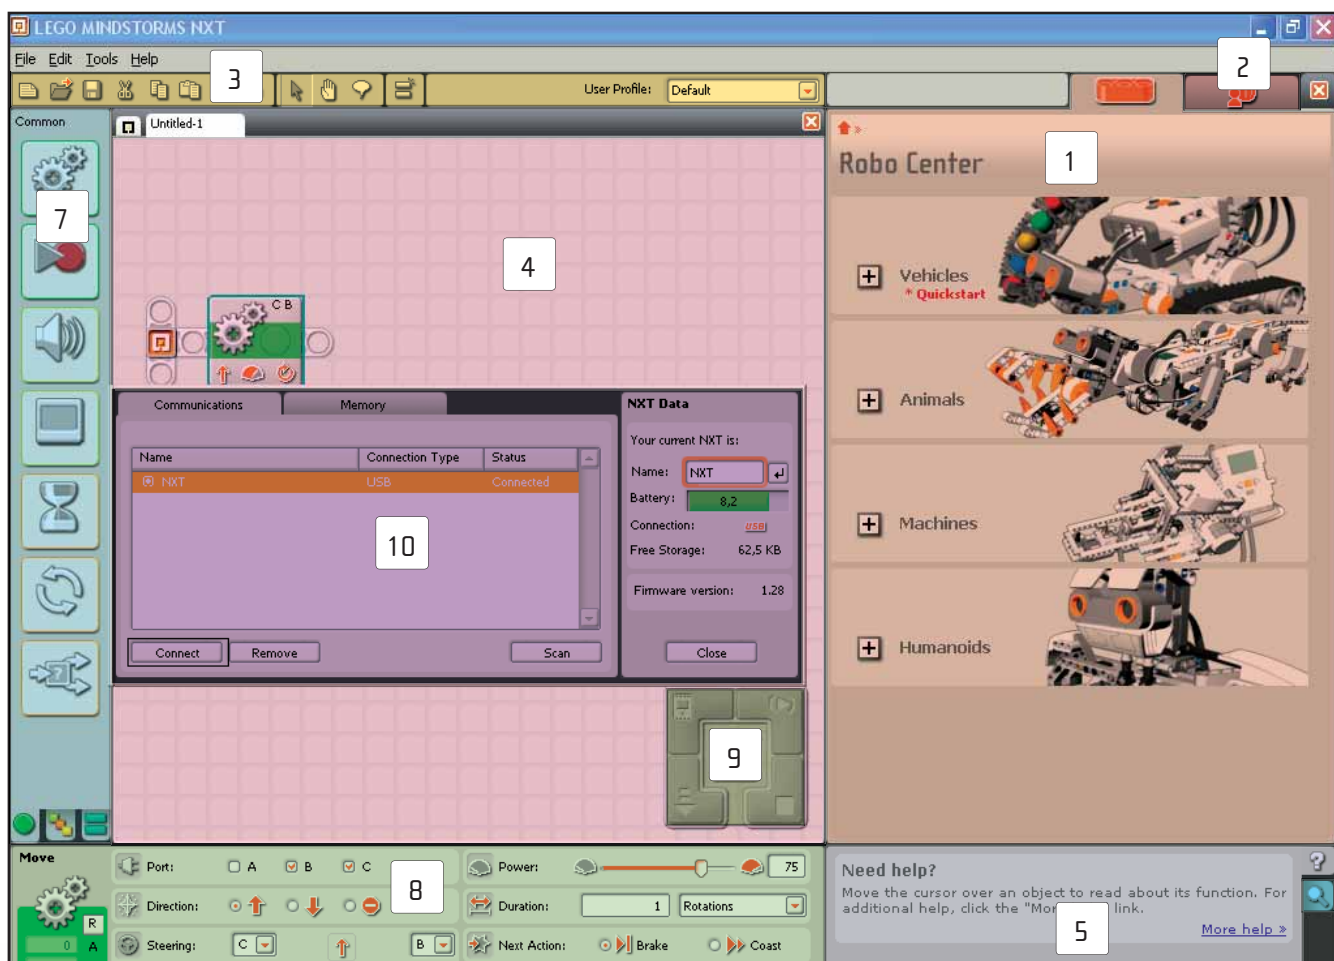 LEGO MINDSTORMS NXT
File Edit Tools Help
3
2
User Profile: Default
Common
Untitled-1
7
C B
4
Communications Memory
Name Connection Type Status
NXT USB Connected
10
Connect Remove Scan
NXT Data
Your current NXT is:
Name: NXT
Battery: 8,2
Connection: USB
Free Storage: 62,5 KB
Firmware version: 1.28
Close
9
Robo Center
1
Vehicles
* Quickstart
Animals
Machines
Humanoids
Move
R
0 A
Port: A B C
Direction:
Steering: C B
8
Power: 75
Duration: 1 Rotations
Next Action: Brake Coast
Need help?
Move the cursor over an object to read about its function. For
additional help, click the "Mor link.
5
More help »
?